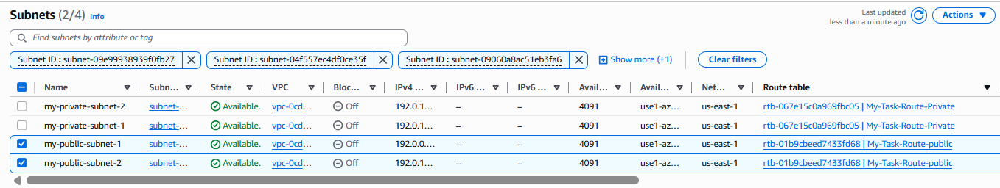 Subnets (2/4) Info
Last updated
less than a minute ago
Actions
Find subnets by attribute or tag
Subnet ID : subnet-09e99938939f0fb27
Subnet ID : subnet-04f557ec4df0ce35f
Subnet ID : subnet-09060a8ac51eb3fa6
Show more (+1)
Clear filters
Name Subn... State VPC Bloc... IPv4 ... IPv6 ... IPv6 ... Avail... Avail... Net... Route table
my-private-subnet-2 subnet-... Available. vpc-0cd... Off 192.0.1... – – 4091 use1-az... us-east-1 rtb-067e15c0a969fbc05 | My-Task-Route-Private
my-private-subnet-1 subnet-... Available. vpc-0cd... Off 192.0.1... – – 4091 use1-az... us-east-1 rtb-067e15c0a969fbc05 | My-Task-Route-Private
my-public-subnet-1 subnet-... Available. vpc-0cd... Off 192.0.0.... – – 4091 use1-az... us-east-1 rtb-01b9cbeed7433fd68 | My-Task-Route-public
my-public-subnet-2 subnet-... Available. vpc-0cd... Off 192.0.1... – – 4091 use1-az... us-east-1 rtb-01b9cbeed7433fd68 | My-Task-Route-public